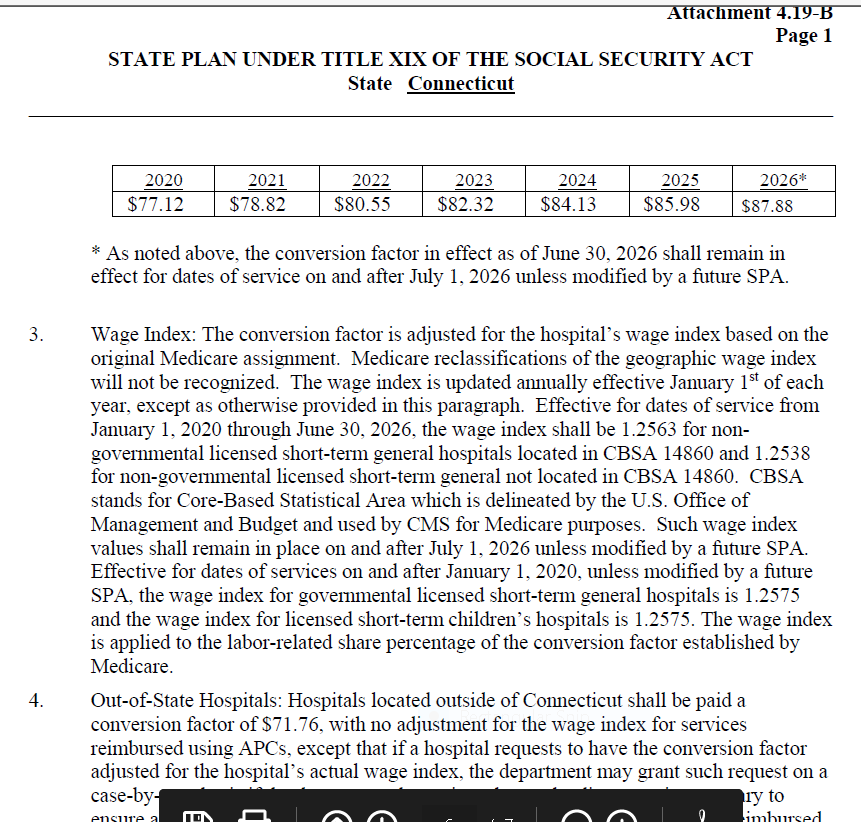 Attachment 4.19-B
Page 1
STATE PLAN UNDER TITLE XIX OF THE SOCIAL SECURITY ACT
State Connecticut
2020 2021 2022 2023 2024 2025 2026*
$77.12 $78.82 $80.55 $82.32 $84.13 $85.98 $87.88
* As noted above, the conversion factor in effect as of June 30, 2026 shall remain in
effect for dates of service on and after July 1, 2026 unless modified by a future SPA.
3. Wage Index: The conversion factor is adjusted for the hospital’s wage index based on the
original Medicare assignment. Medicare reclassifications of the geographic wage index
will not be recognized. The wage index is updated annually effective January 1st of each
year, except as otherwise provided in this paragraph. Effective for dates of service from
January 1, 2020 through June 30, 2026, the wage index shall be 1.2563 for non-
governmental licensed short-term general hospitals located in CBSA 14860 and 1.2538
for non-governmental licensed short-term general not located in CBSA 14860. CBSA
stands for Core-Based Statistical Area which is delineated by the U.S. Office of
Management and Budget and used by CMS for Medicare purposes. Such wage index
values shall remain in place on and after July 1, 2026 unless modified by a future SPA.
Effective for dates of services on and after January 1, 2020, unless modified by a future
SPA, the wage index for governmental licensed short-term general hospitals is 1.2575
and the wage index for licensed short-term children’s hospitals is 1.2575. The wage index
is applied to the labor-related share percentage of the conversion factor established by
Medicare.
4. Out-of-State Hospitals: Hospitals located outside of Connecticut shall be paid a
conversion factor of $71.76, with no adjustment for the wage index for services
reimbursed using APCs, except that if a hospital requests to have the conversion factor
adjusted for the hospital’s actual wage index, the department may grant such request on a
case-by- to
ensure a